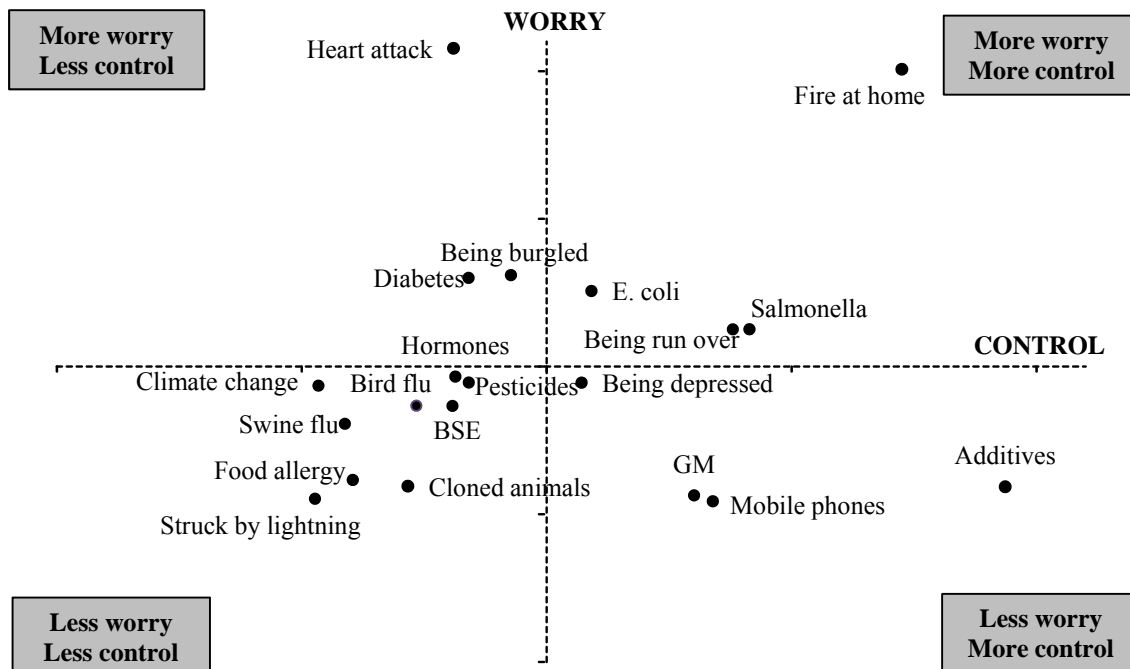 More worry
Less control
Heart attack
WORRY
More worry
More control
Fire at home
Being burgled
Diabetes
E. coli
Salmonella
Being run over
Hormones
CONTROL
Climate change
Bird flu
Pesticides
Being depressed
Swine flu
BSE
Food allergy
Cloned animals
GM
Additives
Mobile phones
Struck by lightning
Less worry
Less control
Less worry
More control